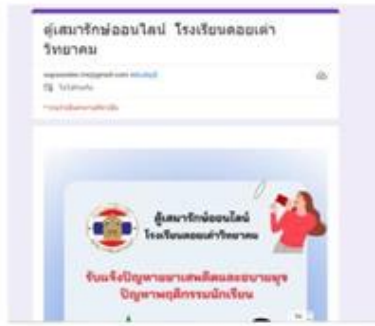 ตู้เสมารักษ์ออนไลน์ โรงเรียนดอยเต่า
วิทยาคม
ตู้เสมารักษ์ออนไลน์
โรงเรียนดอยเต่าวิทยาคม
รับแจ้งปัญหายาเสพติดและอบายมุข
ปัญหาพฤติกรรมนักเรียน